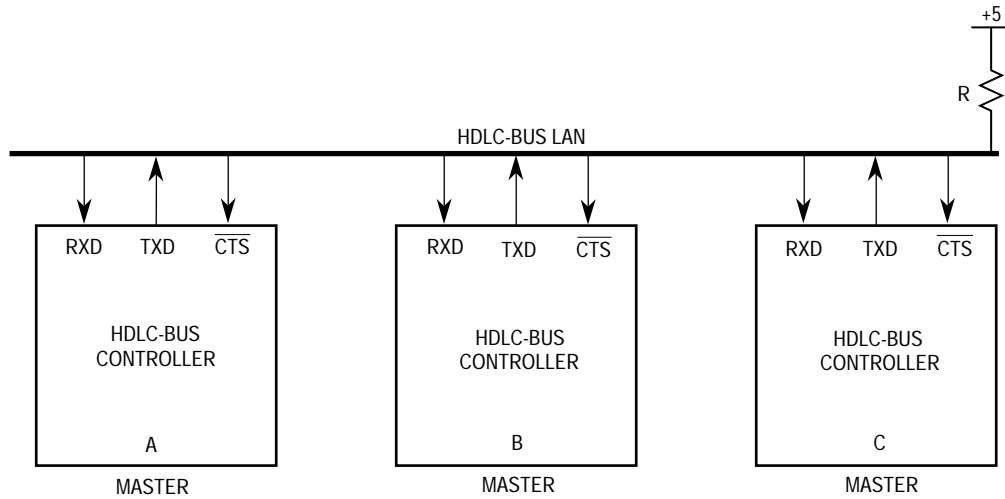 +5
R
HDLC-BUS LAN
RXD TXD CTS
RXD TXD CTS
RXD TXD CTS
HDLC-BUS
CONTROLLER
HDLC-BUS
CONTROLLER
HDLC-BUS
CONTROLLER
A
B
C
MASTER
MASTER
MASTER